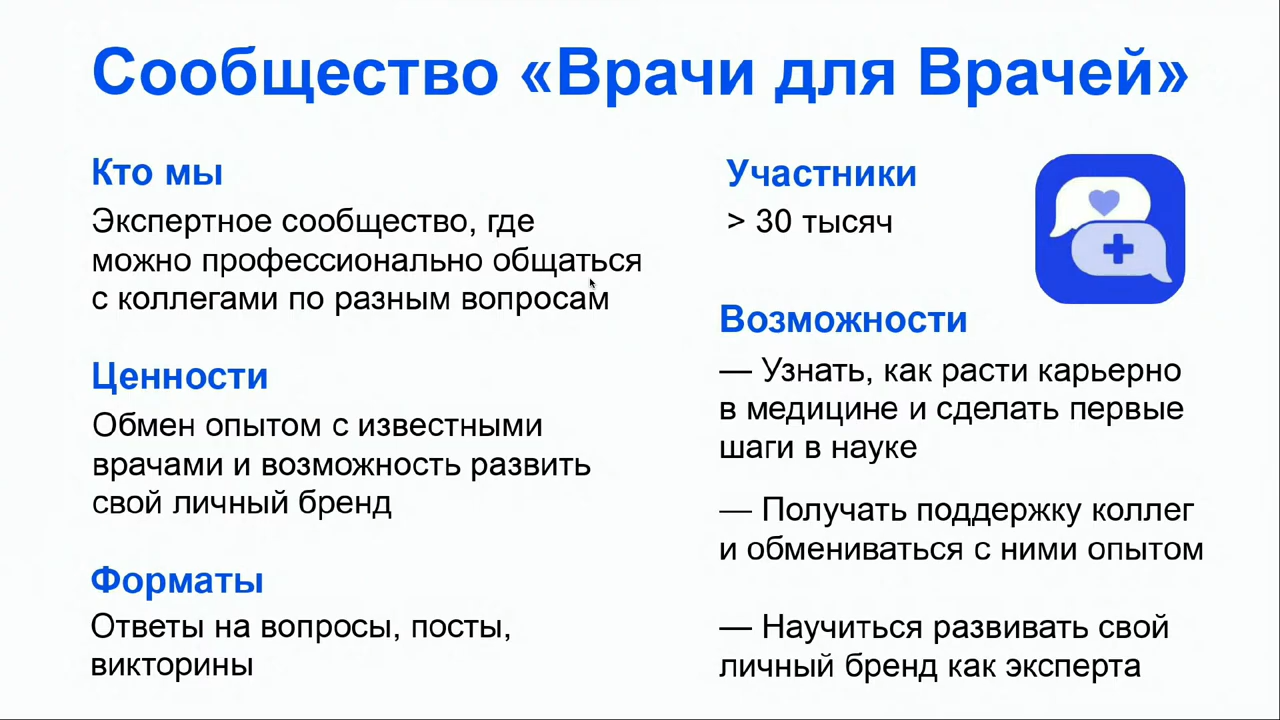 Сообщество «Врачи для Врачей»
Кто мы
Экспертное сообщество, где
можно профессионально общаться
с коллегами по разным вопросам
Ценности
Обмен опытом с известными
врачами и возможность развить
свой личный бренд
Форматы
Ответы на вопросы, посты,
викторины
Участники
> 30 тысяч
Возможности
— Узнать, как расти карьерно
в медицине и сделать первые
шаги в науке
— Получать поддержку коллег
и обмениваться с ними опытом
— Научиться развивать свой
личный бренд как эксперта